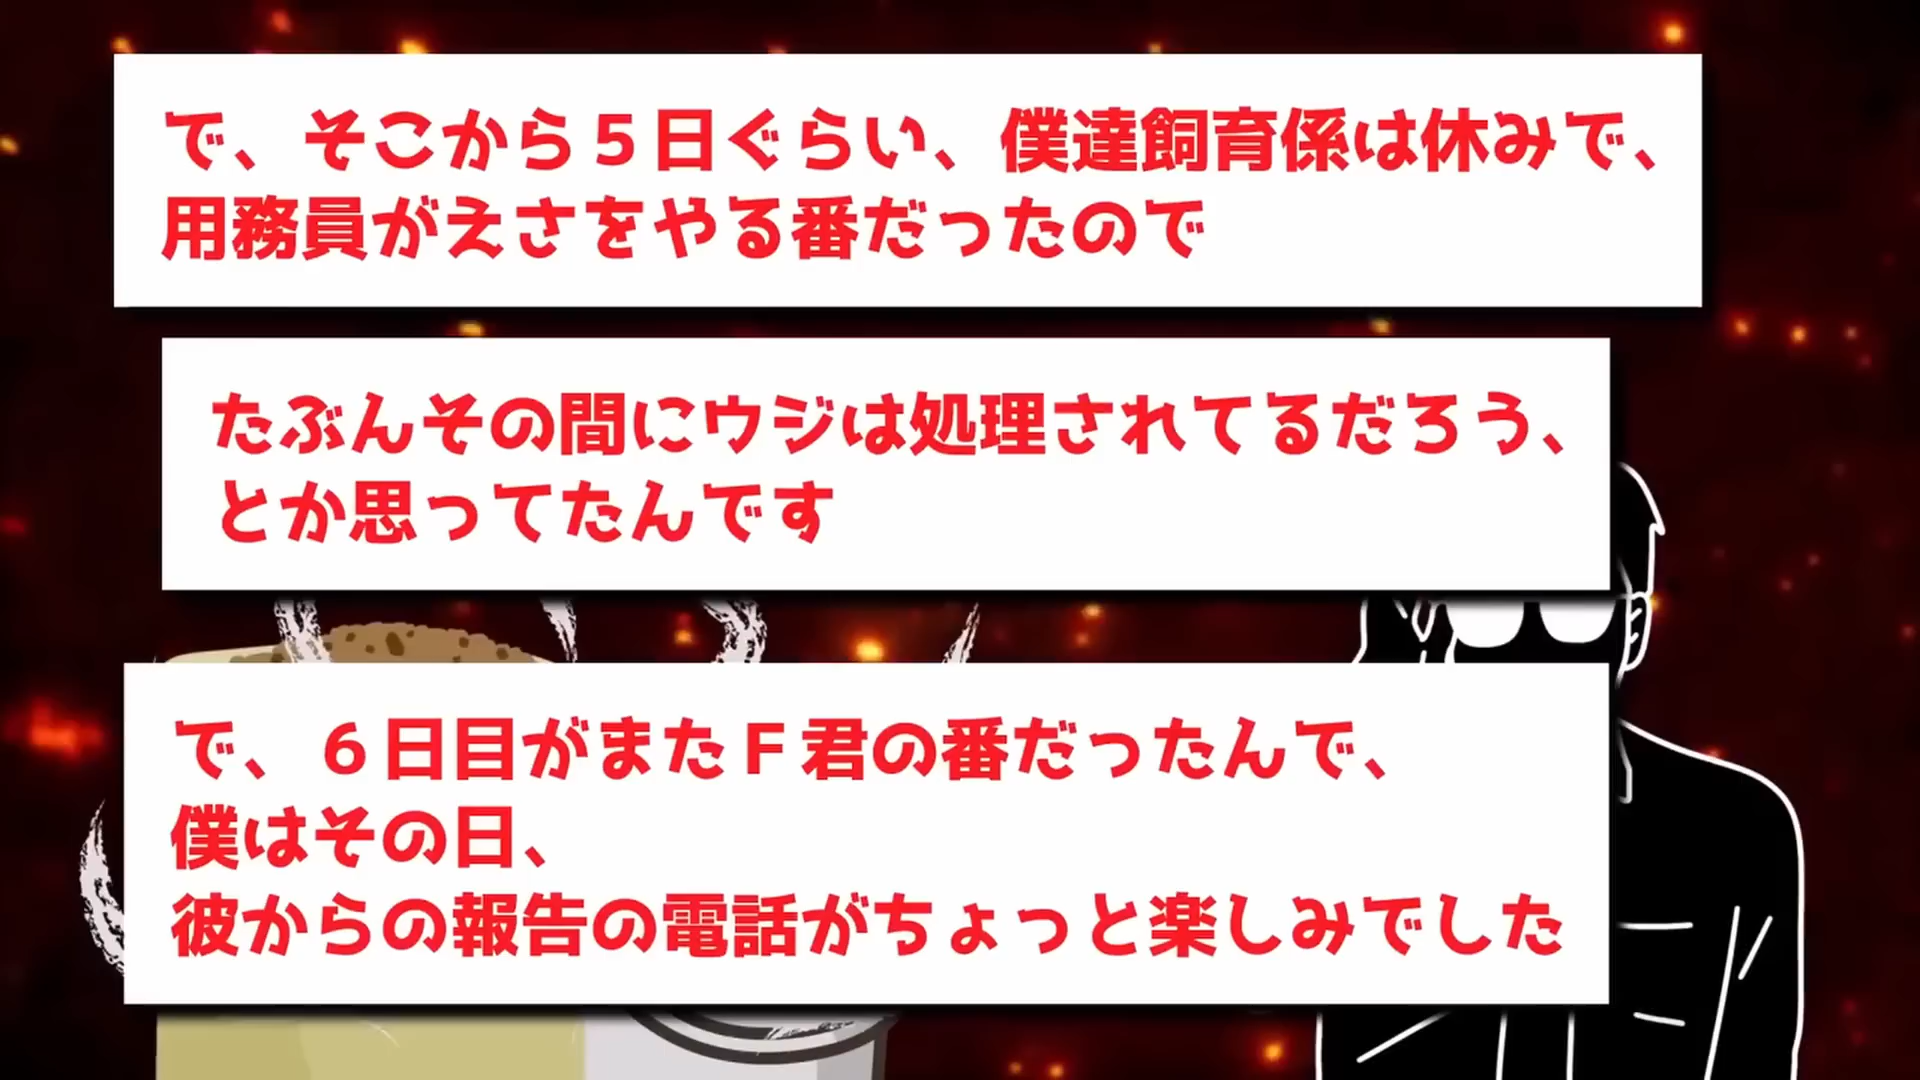 で、そこから５日ぐらい、僕達飼育係は休みで、
用務員がえさをやる番だったので
たぶんその間にウジは処理されてるだろう、
とか思ってたんです
で、６日目がまたＦ君の番だったんで、
僕はその日、
彼からの報告の電話がちょっと楽しみでした